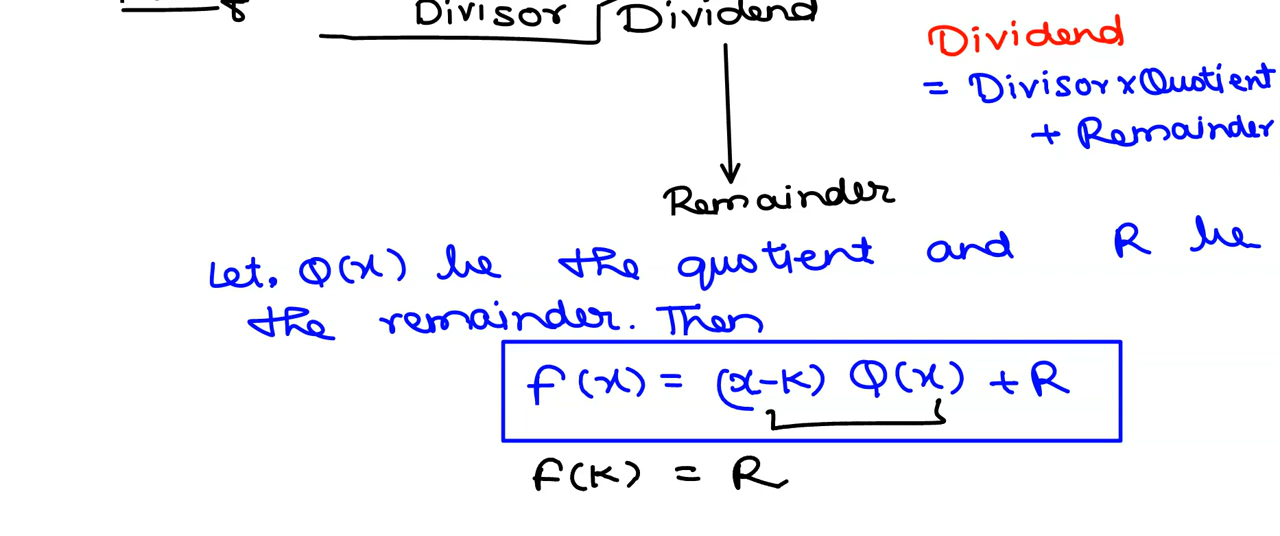 Divisor Dividend
Dividend
= Divisor × Quotient
+ Remainder
Remainder
Let, Q(x) be the quotient and R be
the remainder. Then
f(x) = (x-k) Q(x) + R
f(k) = R